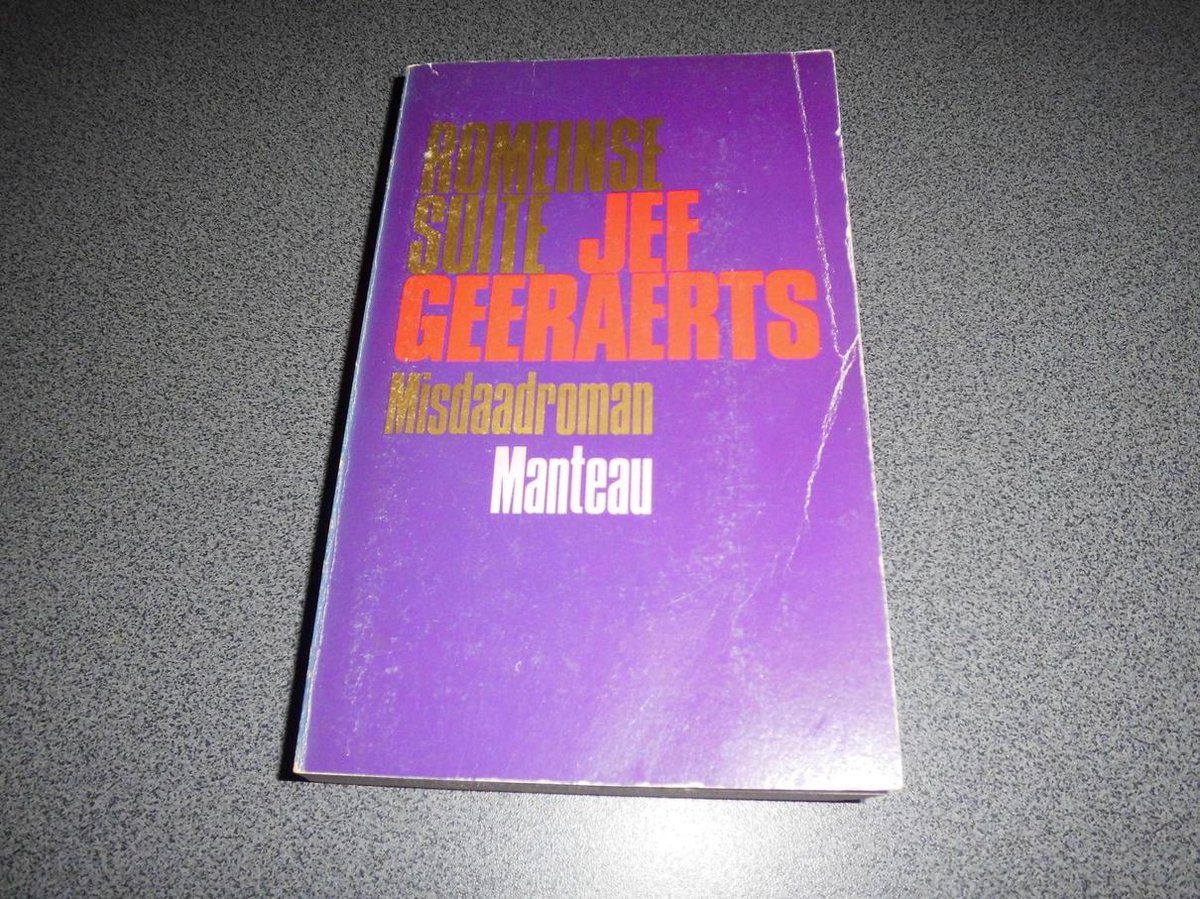 ROMEINSE
SUITE JEF
GEERAERTS
Misdaadroman
Manteau